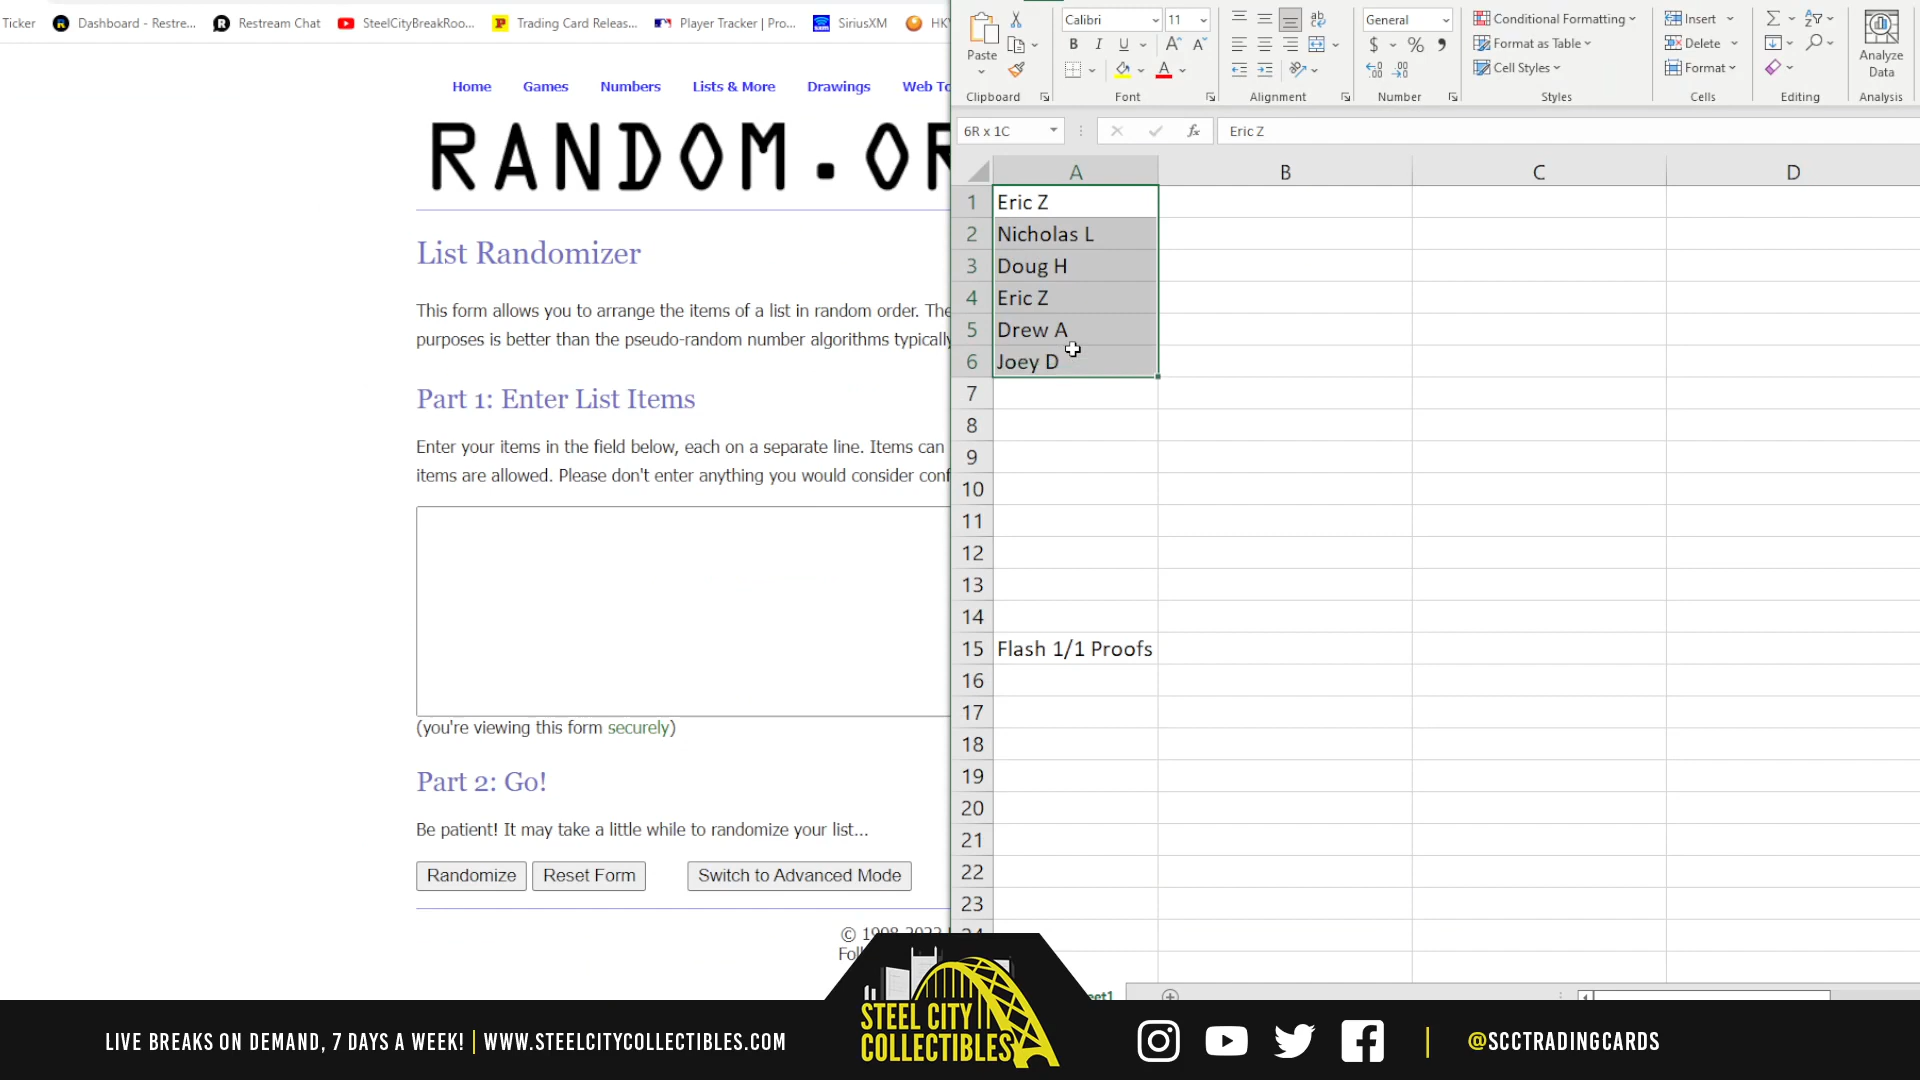 Ticker
Dashboard - Restre...
Restream Chat
SteelCityBreakRoo...
Trading Card Releas...
Player Tracker | Pro...
SiriusXM
Home
Games
Numbers
Lists & More
Drawings
RANDOM.OR
List Randomizer
This form allows you to arrange the items of a list in random order. The
purposes is better than the pseudo-random number algorithms typically
Part 1: Enter List Items
Enter your items in the field below, each on a separate line. Items can
items are allowed. Please don't enter anything you would consider conf
(you're viewing this form securely)
Part 2: Go!
Be patient! It may take a little while to randomize your list...
Randomize
Reset Form
Switch to Advanced Mode
Paste
Clipboard
Calibri
11
B I U
A A
A
Font
ab
Alignment
General
$ % 9
Number
Conditional Formatting
Format as Table
Cell Styles
Styles
Insert
Delete
Format
Cells
Editing
Analyze
Data
Analysis
6R x 1C
fx
Eric Z
A B C D
1 Eric Z
2 Nicholas L
3 Doug H
4 Eric Z
5 Drew A
6 Joey D
7
8
9
10
11
12
13
14
15 Flash 1/1 Proofs
16
17
18
19
20
21
22
23
LIVE BREAKS ON DEMAND, 7 DAYS A WEEK! | WWW.STEELCITYCOLLECTIBLES.COM
STEEL CITY
COLLECTIBLES
@SCCTRADINGCARDS